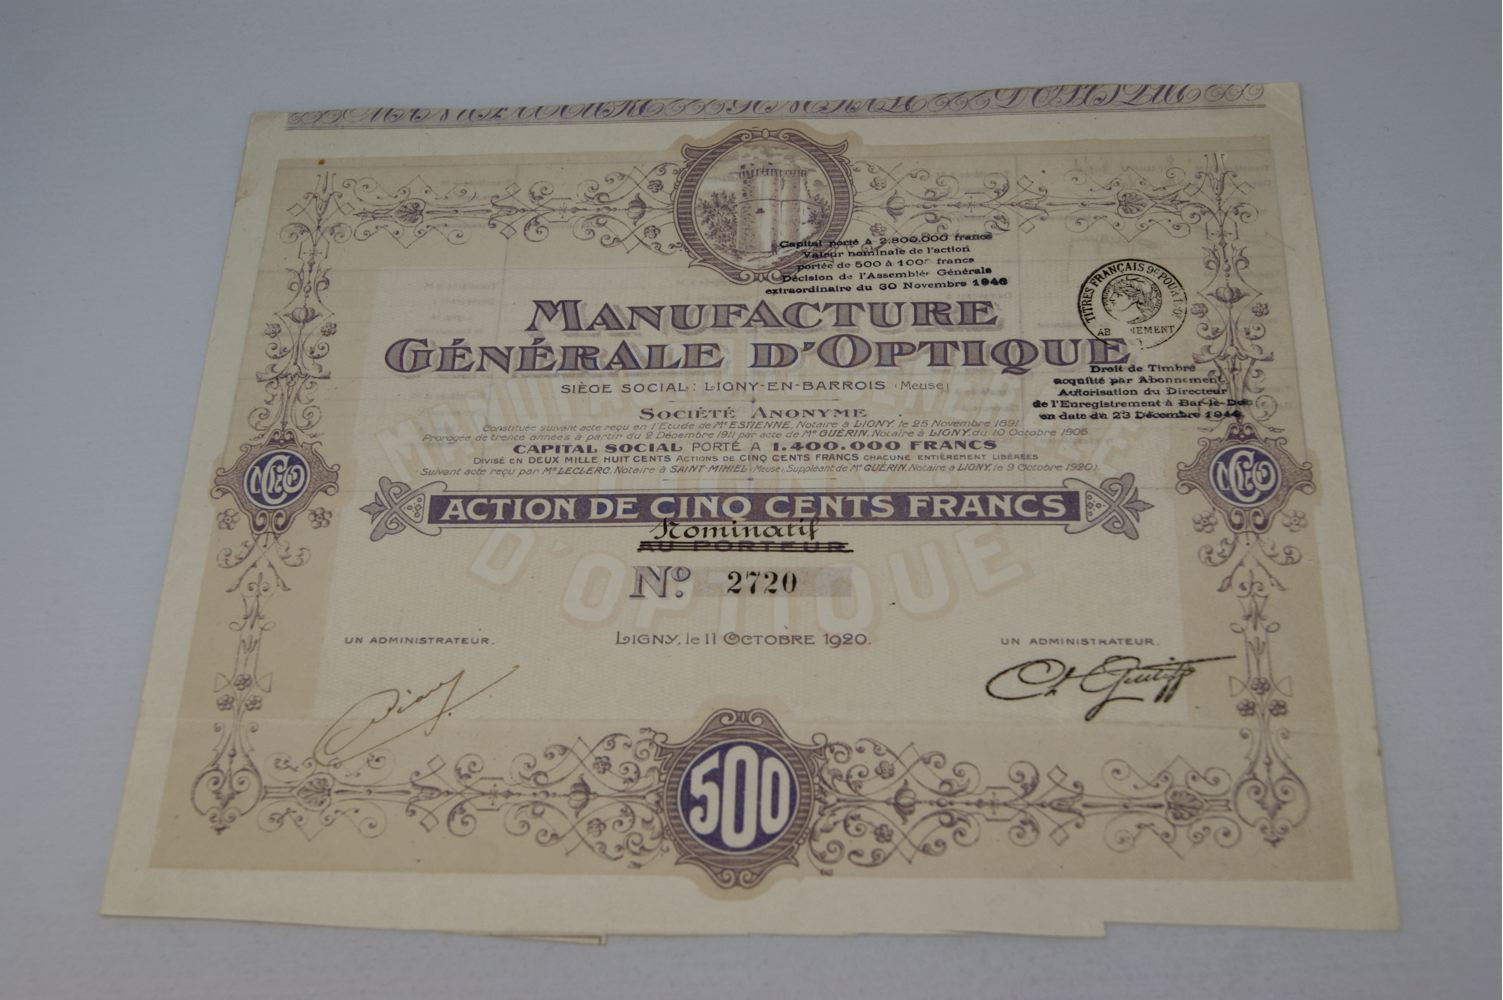 Capital porté à 2.800.000 francs
Valeur nominale de l'action
portée de 500 à 100 francs
Décision de l'Assemblée Générale
extraordinaire du 30 Novembre 1946
TITRES FRANÇAIS
MANUFACTURE
GÉNÉRALE D'OPTIQUE
SIÈGE SOCIAL: LIGNY-EN-BARROIS (Meuse)
Droit de Timbre
acquitté par Abonnement
Autorisation du Directeur
de l'Enregistrement à Bar-le-Duc
en date du 23 Décembre 1946
SOCIÉTÉ ANONYME
Constituée suivant acte reçu en l'Etude de Me ESTIENNE, Notaire à LIGNY, le 25 Novembre 1891
Prorogée de trente années à partir du 2 Décembre 1911 par acte de Me GUÉRIN, Notaire à LIGNY, du 10 Octobre 1906
CAPITAL SOCIAL PORTÉ À 1.400.000 FRANCS
DIVISÉ EN DEUX MILLE HUIT CENTS ACTIONS DE CINQ CENTS FRANCS CHACUNE ENTIÈREMENT LIBÉRÉES
(Suivant acte reçu par Me LECLERC, Notaire à SAINT-MIHIEL (Meuse), Suppléant de Me GUÉRIN, Notaire à LIGNY, le 9 Octobre 1920).
MANUFACTURE GÉNÉRALE
LIGNY
D'OPTIQUE
MGO
MGO
ACTION DE CINQ CENTS FRANCS
Nominatif
AU PORTEUR
No. 2720
UN ADMINISTRATEUR.
LIGNY, le 11 OCTOBRE 1920.
UN ADMINISTRATEUR.
500